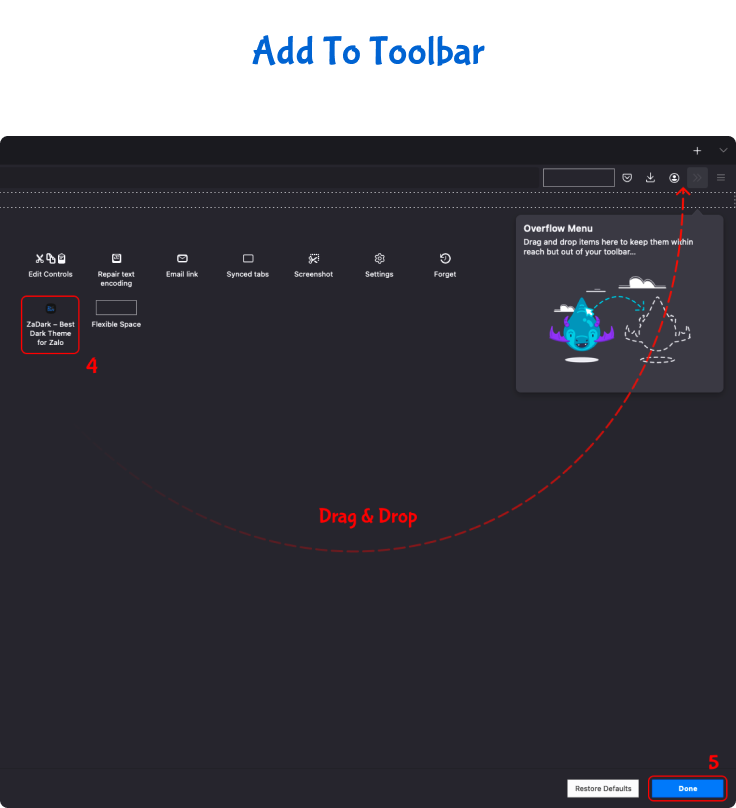 Add To Toolbar
Overflow Menu
Drag and drop items here to keep them within
reach but out of your toolbar...
Edit Controls
Repair text
encoding
Email link
Synced tabs
Screenshot
Settings
Forget
ZaDark – Best
Dark Theme
for Zalo
Flexible Space
4
Drag & Drop
5
Restore Defaults
Done